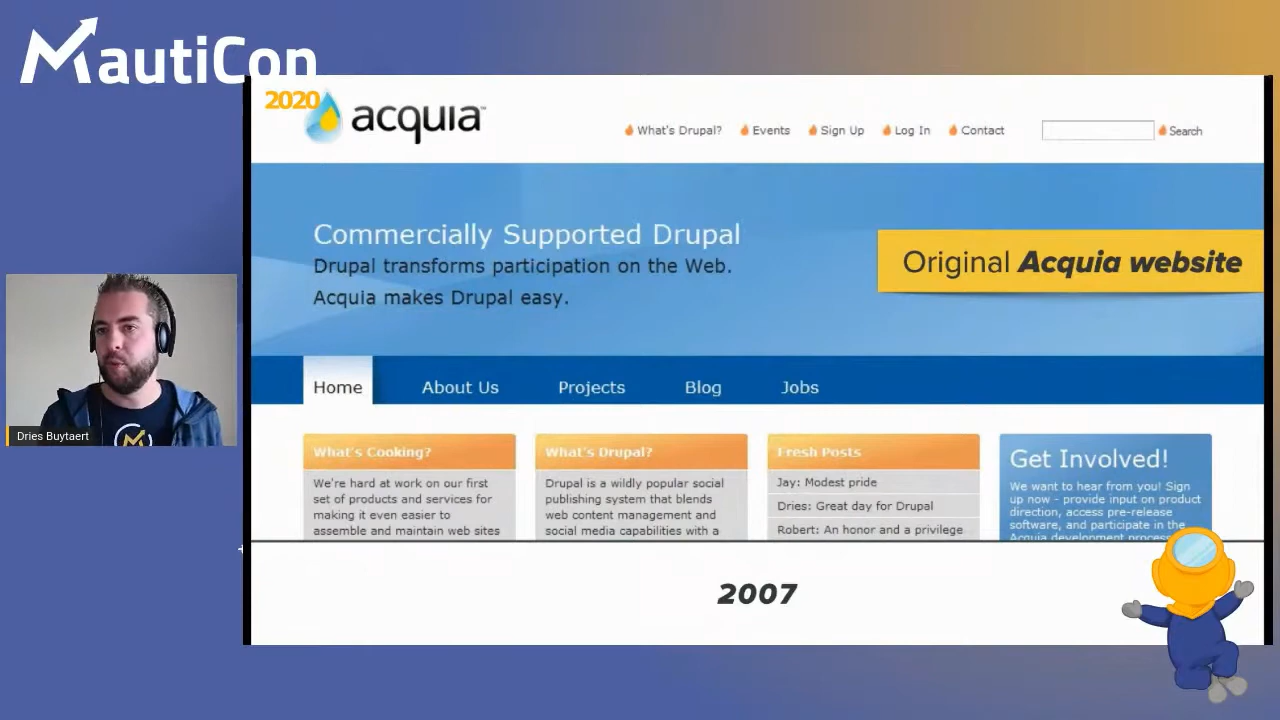 MautiCon
2020
acquia™
What's Drupal?
Events
Sign Up
Log In
Contact
Search
Commercially Supported Drupal
Drupal transforms participation on the Web.
Acquia makes Drupal easy.
Original Acquia website
Home
About Us
Projects
Blog
Jobs
What's Cooking?
We're hard at work on our first
set of products and services for
making it even easier to
assemble and maintain web sites
What's Drupal?
Drupal is a wildly popular social
publishing system that blends
web content management and
social media capabilities with a
Fresh Posts
Jay: Modest pride
Dries: Great day for Drupal
Robert: An honor and a privilege
Get Involved!
We want to hear from you! Sign
up now - provide input on product
direction, access pre-release
software, and participate in the
Acquia development process
Dries Buytaert
2007